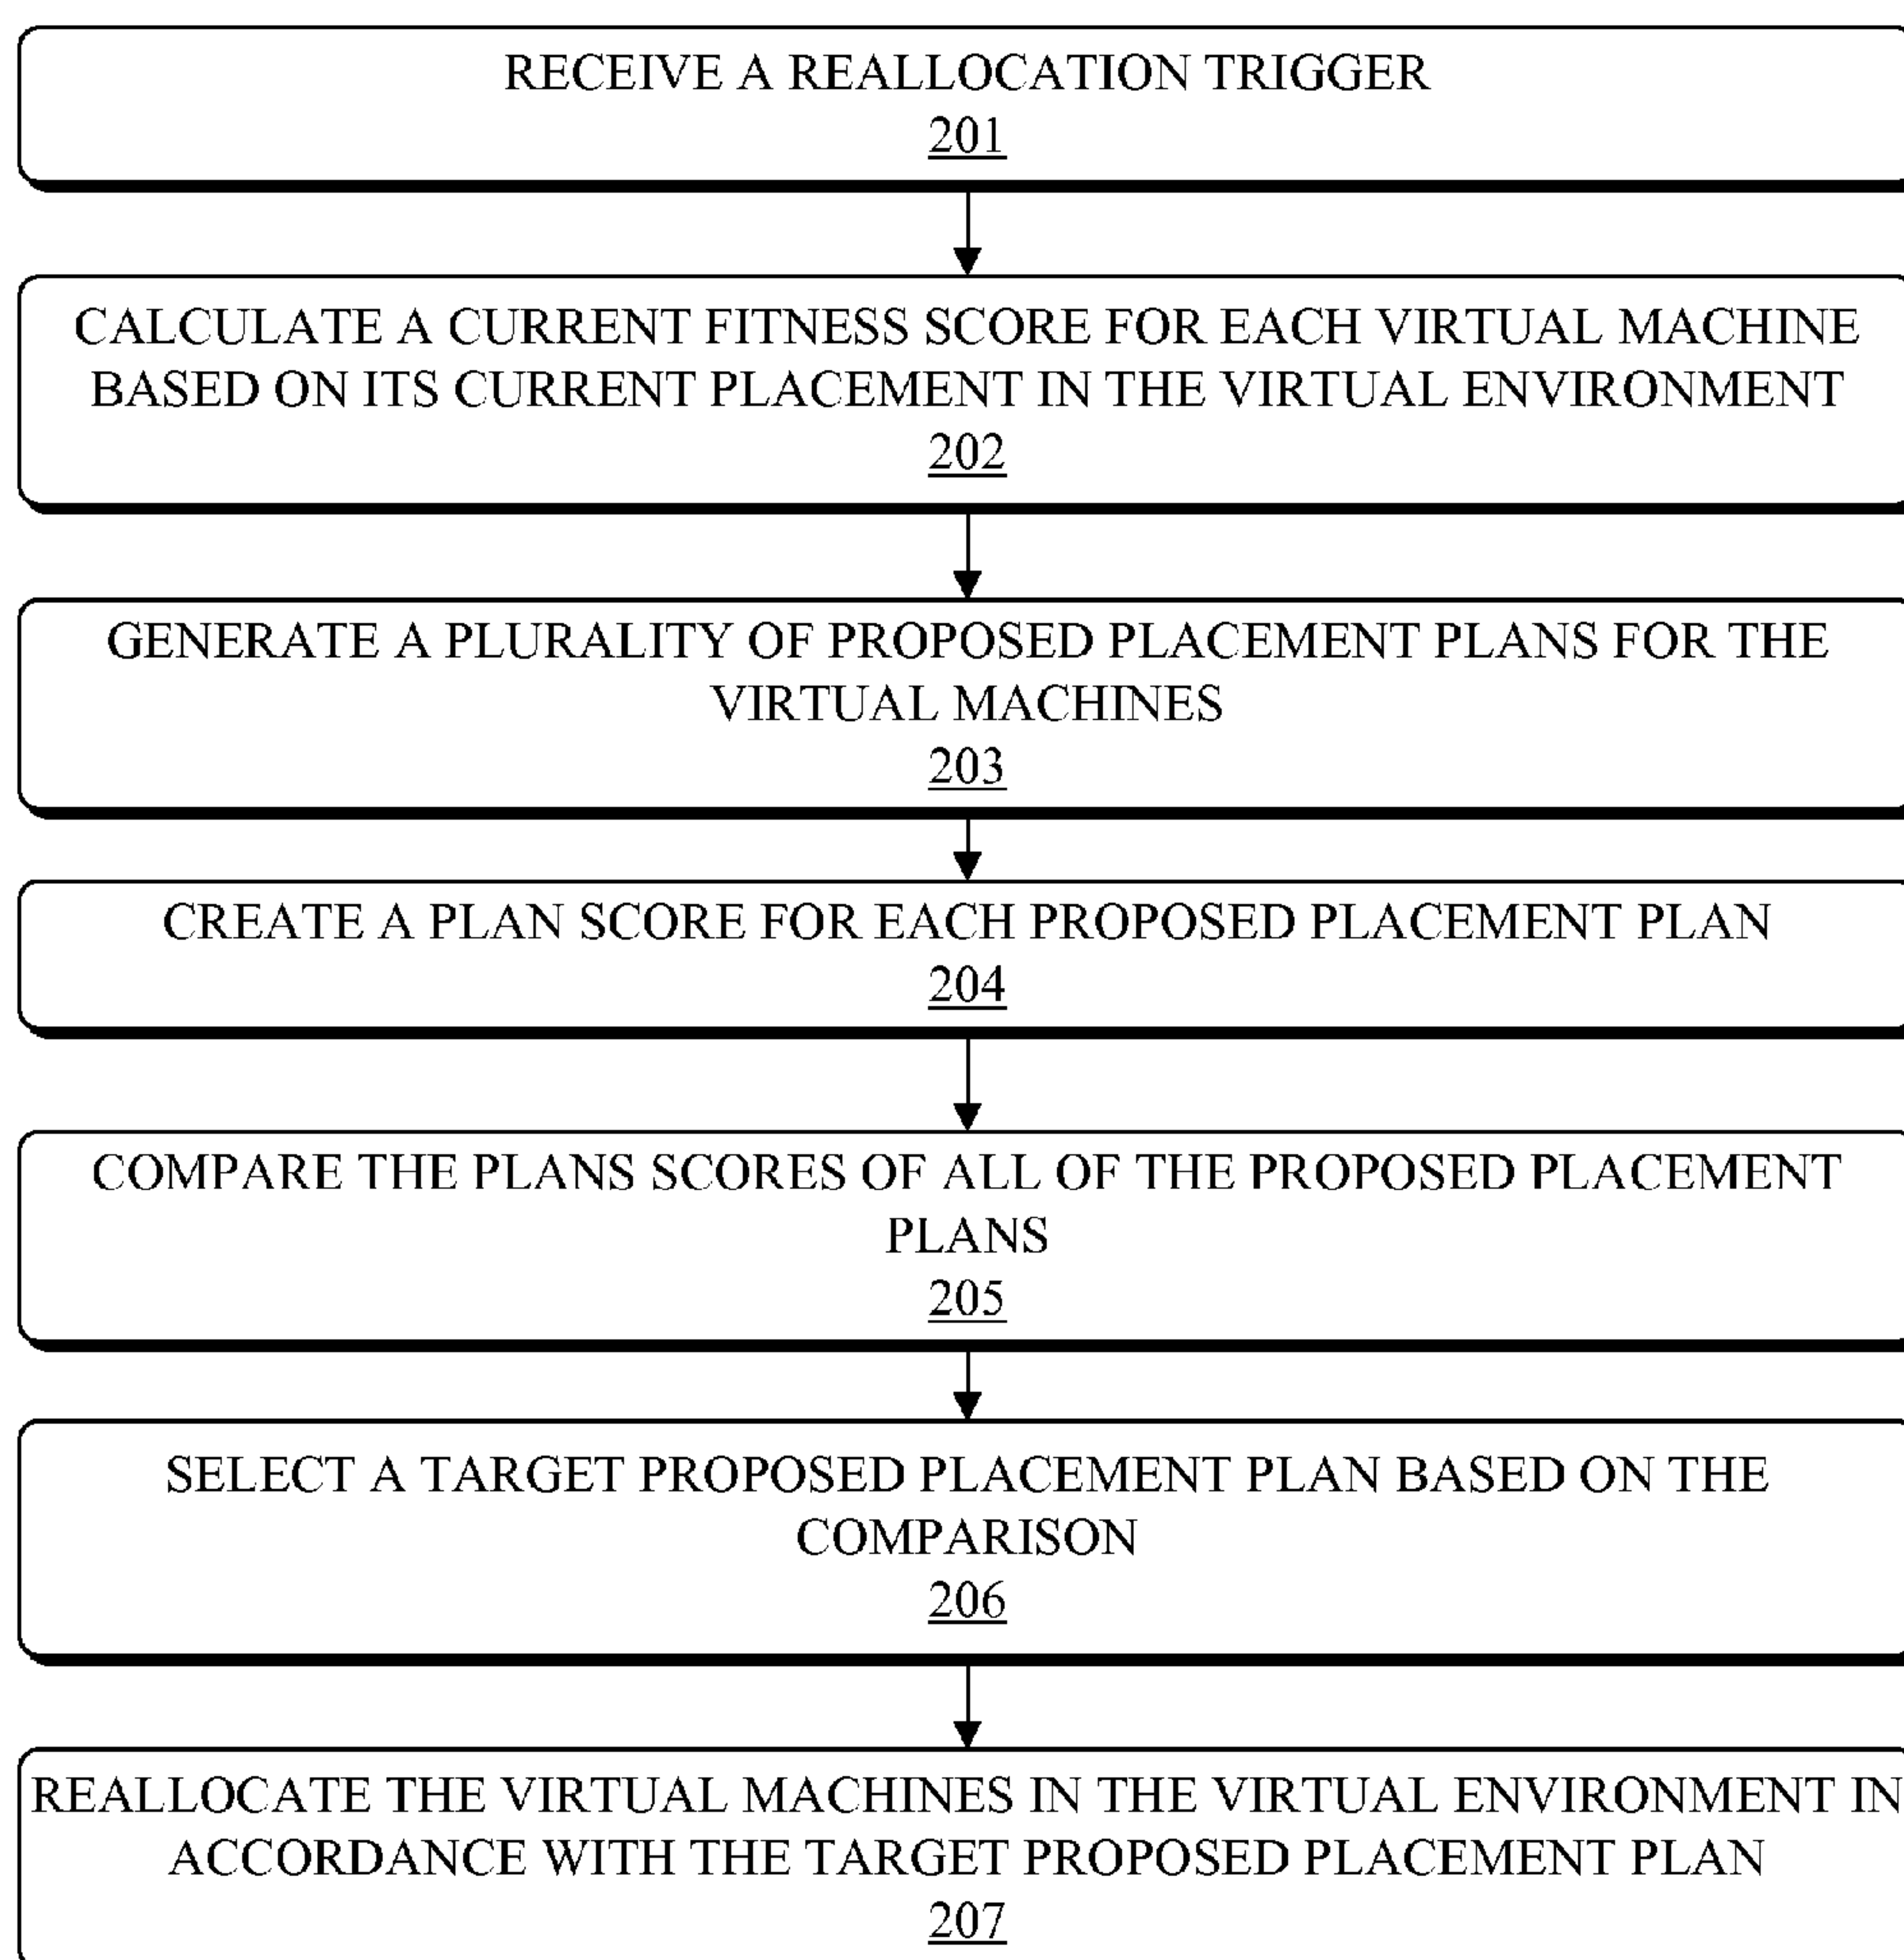 RECEIVE A REALLOCATION TRIGGER
201
CALCULATE A CURRENT FITNESS SCORE FOR EACH VIRTUAL MACHINE
BASED ON ITS CURRENT PLACEMENT IN THE VIRTUAL ENVIRONMENT
202
GENERATE A PLURALITY OF PROPOSED PLACEMENT PLANS FOR THE
VIRTUAL MACHINES
203
CREATE A PLAN SCORE FOR EACH PROPOSED PLACEMENT PLAN
204
COMPARE THE PLANS SCORES OF ALL OF THE PROPOSED PLACEMENT
PLANS
205
SELECT A TARGET PROPOSED PLACEMENT PLAN BASED ON THE
COMPARISON
206
REALLOCATE THE VIRTUAL MACHINES IN THE VIRTUAL ENVIRONMENT IN
ACCORDANCE WITH THE TARGET PROPOSED PLACEMENT PLAN
207